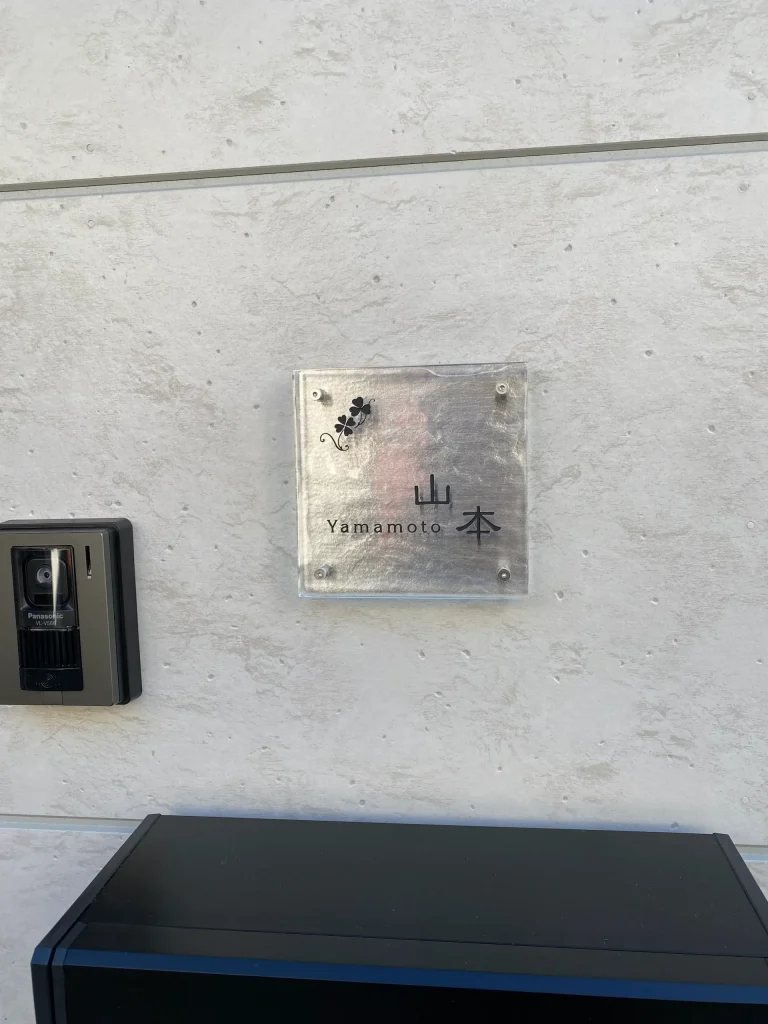 山本
Yamamoto
Panasonic